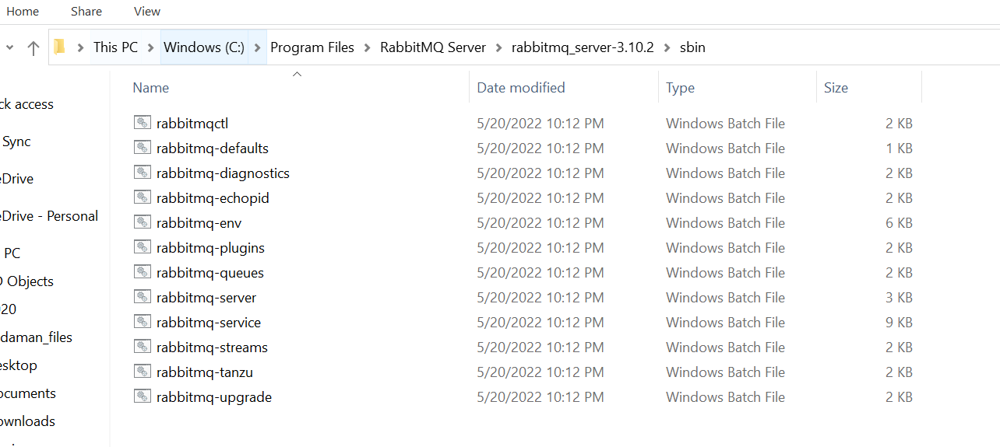 Home Share View
This PC Windows (C:) Program Files RabbitMQ Server rabbitmq_server-3.10.2 sbin
Name Date modified Type Size
ck access
Sync
eDrive
eDrive - Personal
PC
D Objects
020
daman_files
esktop
ocuments
ownloads
rabbitmqctl 5/20/2022 10:12 PM Windows Batch File 2 KB
rabbitmq-defaults 5/20/2022 10:12 PM Windows Batch File 1 KB
rabbitmq-diagnostics 5/20/2022 10:12 PM Windows Batch File 2 KB
rabbitmq-echopid 5/20/2022 10:12 PM Windows Batch File 2 KB
rabbitmq-env 5/20/2022 10:12 PM Windows Batch File 6 KB
rabbitmq-plugins 5/20/2022 10:12 PM Windows Batch File 2 KB
rabbitmq-queues 5/20/2022 10:12 PM Windows Batch File 2 KB
rabbitmq-server 5/20/2022 10:12 PM Windows Batch File 3 KB
rabbitmq-service 5/20/2022 10:12 PM Windows Batch File 9 KB
rabbitmq-streams 5/20/2022 10:12 PM Windows Batch File 2 KB
rabbitmq-tanzu 5/20/2022 10:12 PM Windows Batch File 2 KB
rabbitmq-upgrade 5/20/2022 10:12 PM Windows Batch File 2 KB